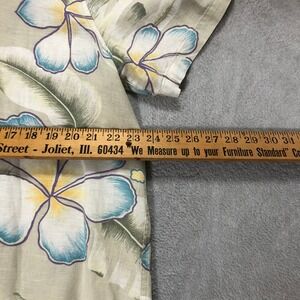 17 18 19 20 21 22 23 24 25 26 27 28 29 30 31
Street - Joliet, Ill. 60434 "We Measure up to your Furniture Standard" C